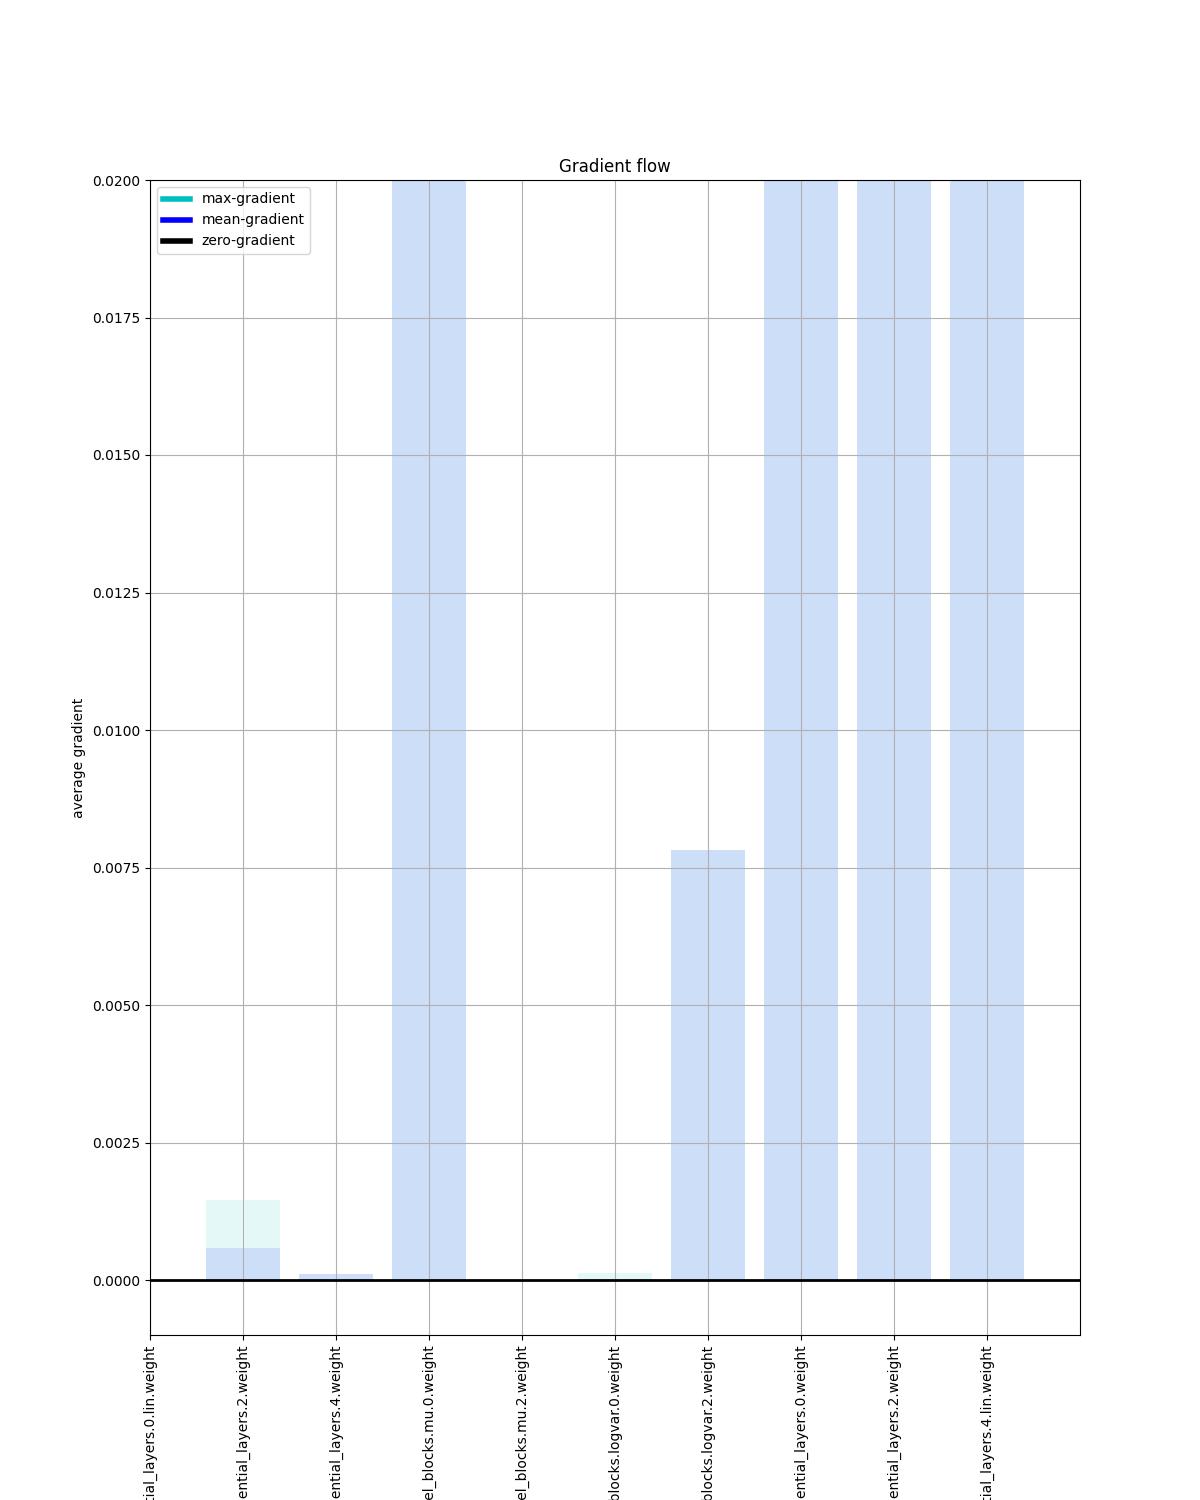 Gradient flow
max-gradient
mean-gradient
zero-gradient
0.0200
0.0175
0.0150
0.0125
0.0100
0.0075
0.0050
0.0025
0.0000
average gradient
tial_layers.0.lin.weight
ential_layers.2.weight
ential_layers.4.weight
el_blocks.mu.0.weight
el_blocks.mu.2.weight
blocks.logvar.0.weight
blocks.logvar.2.weight
ential_layers.0.weight
ential_layers.2.weight
tial_layers.4.lin.weight